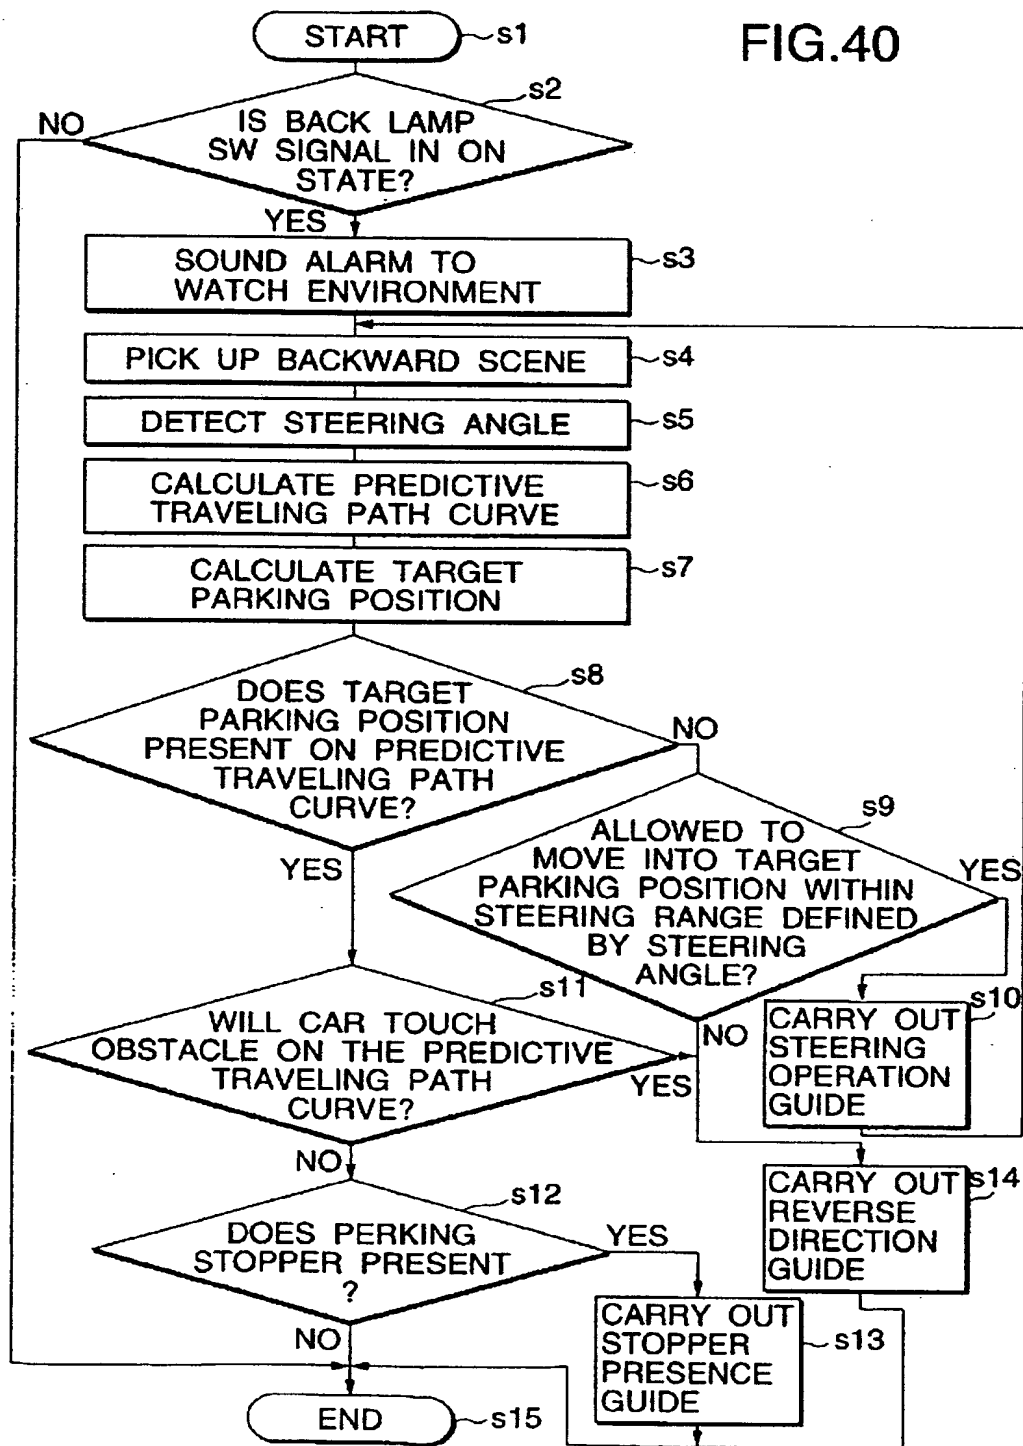 FIG.40
START
s1
s2
IS BACK LAMP
SW SIGNAL IN ON
STATE?
NO
YES
SOUND ALARM TO
WATCH ENVIRONMENT
s3
PICK UP BACKWARD SCENE
s4
DETECT STEERING ANGLE
s5
CALCULATE PREDICTIVE
TRAVELING PATH CURVE
s6
CALCULATE TARGET
PARKING POSITION
s7
s8
DOES TARGET
PARKING POSITION
PRESENT ON PREDICTIVE
TRAVELING PATH
CURVE?
NO
YES
s9
ALLOWED TO
MOVE INTO TARGET
PARKING POSITION WITHIN
STEERING RANGE DEFINED
BY STEERING
ANGLE?
YES
NO
s10
CARRY OUT
STEERING
OPERATION
GUIDE
s11
WILL CAR TOUCH
OBSTACLE ON THE PREDICTIVE
TRAVELING PATH
CURVE?
YES
NO
s14
CARRY OUT
REVERSE
DIRECTION
GUIDE
s12
DOES PERKING
STOPPER PRESENT
?
YES
NO
CARRY OUT
STOPPER
PRESENCE
GUIDE
s13
END
s15